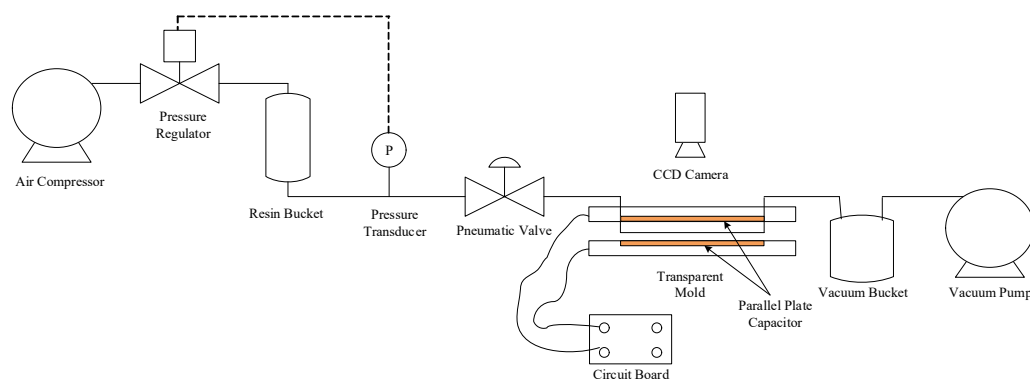 Air Compressor
Pressure
Regulator
Resin Bucket
P
Pressure
Transducer
Pneumatic Valve
CCD Camera
Transparent
Mold
Parallel Plate
Capacitor
Circuit Board
Vacuum Bucket
Vacuum Pump